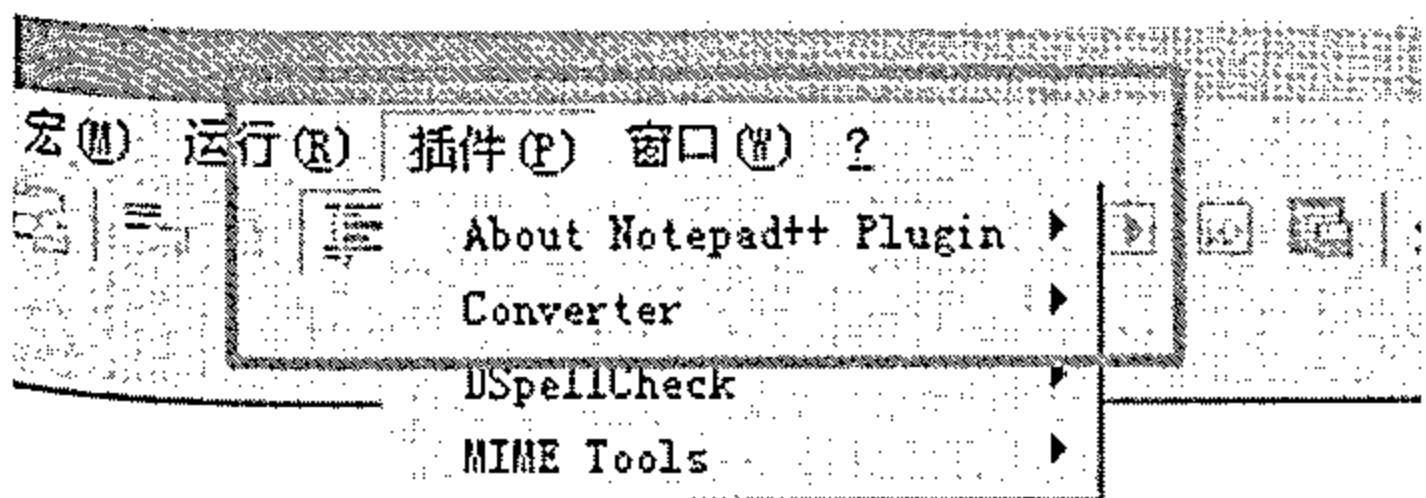 宏(M) 运行(R) 插件(P) 窗口(W) ?
About Notepad++ Plugin
Converter
DSpellCheck
MIME Tools